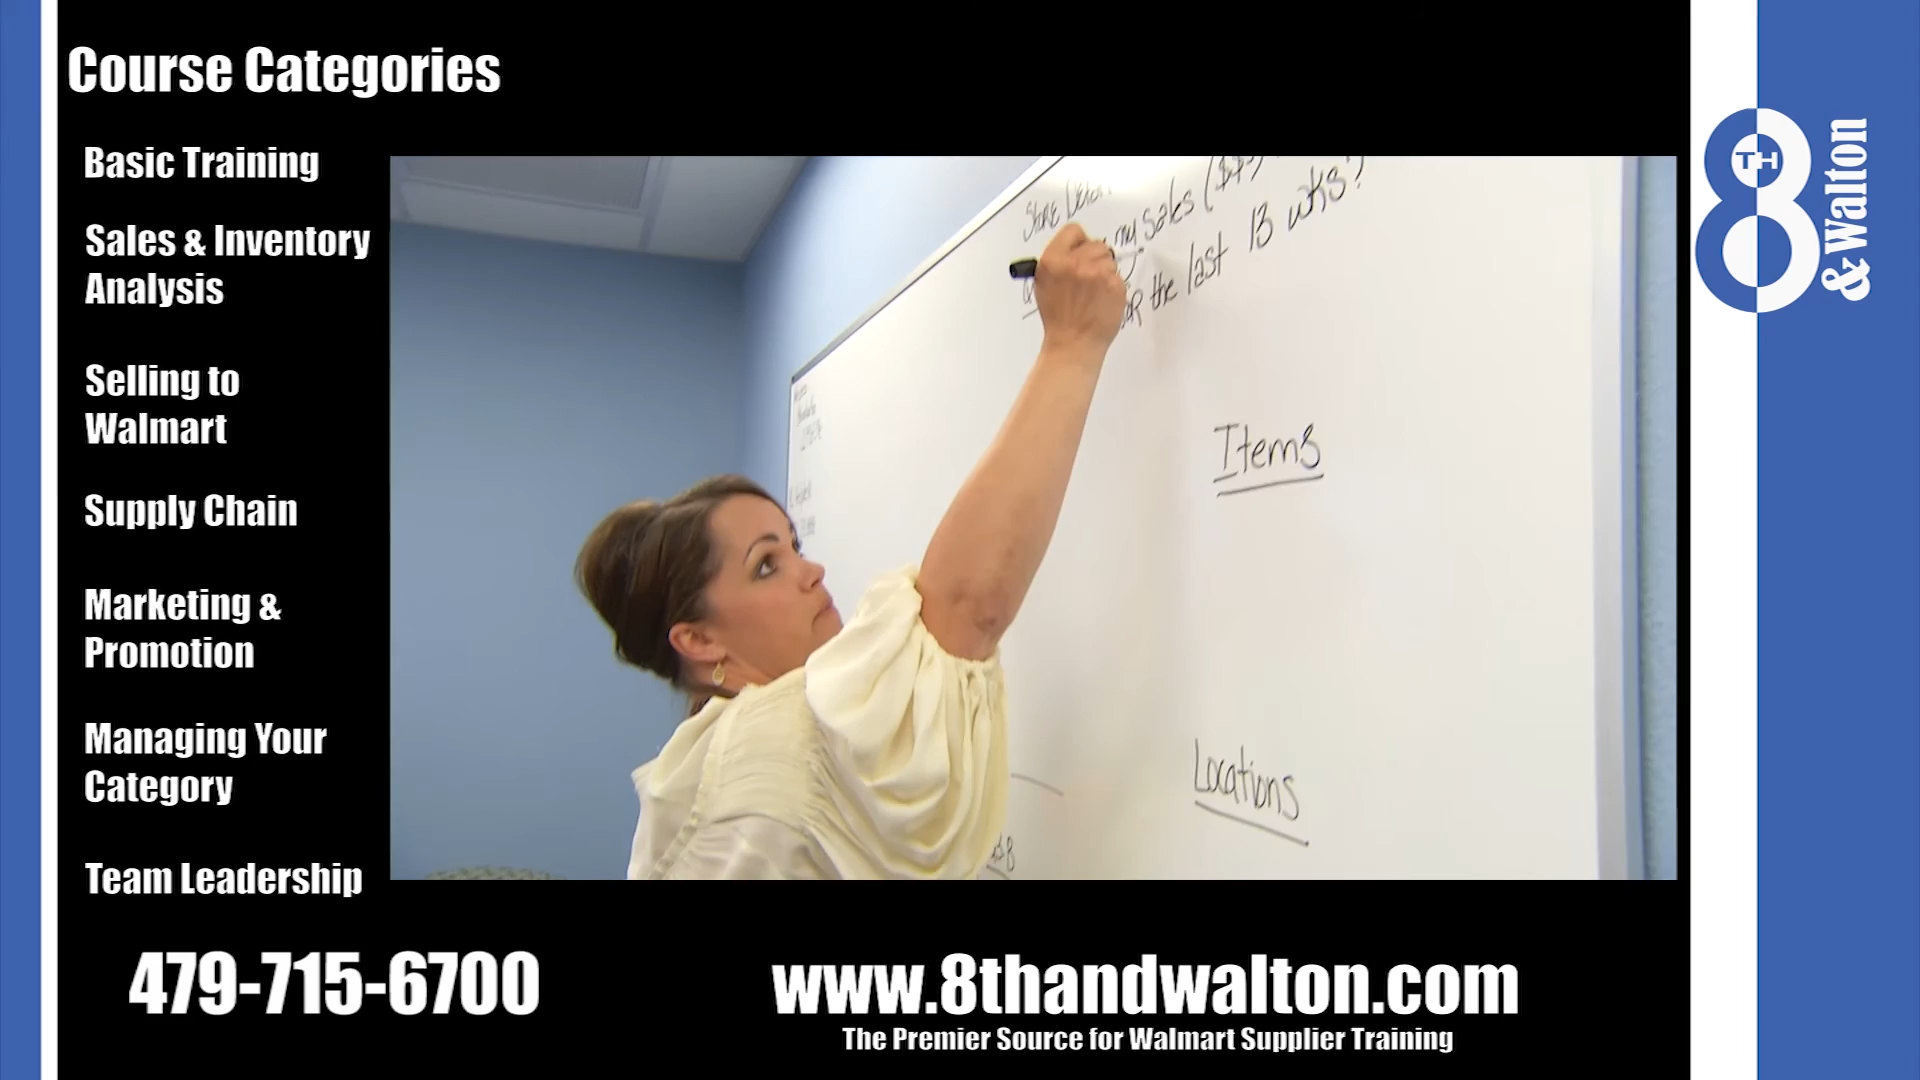 Course Categories
Basic Training
Sales & Inventory
Analysis
Selling to
Walmart
Supply Chain
Marketing &
Promotion
Managing Your
Category
Team Leadership
my Sales ($
the last 13 wks?
Items
Locations
8TH
& Walton
479-715-6700
www.8thandwalton.com
The Premier Source for Walmart Supplier Training